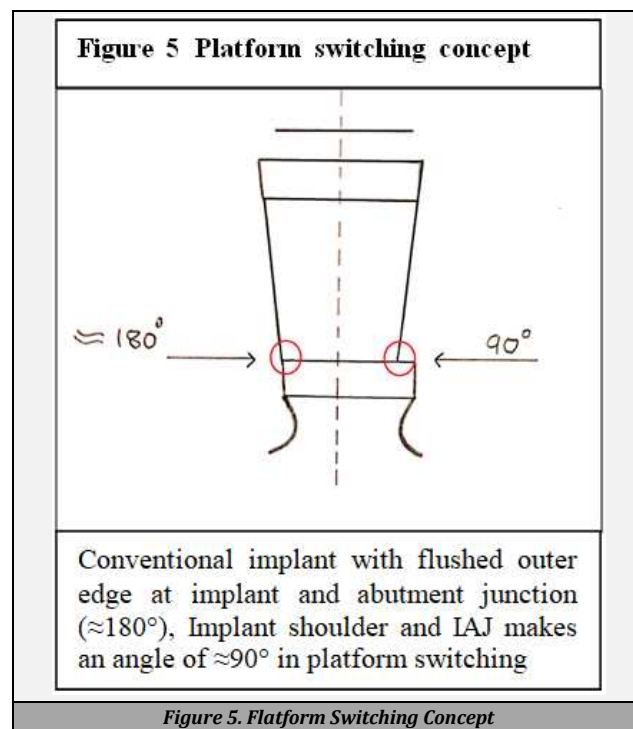 Figure 5 Platform switching concept
≈ 180°
90°
Conventional implant with flushed outer
edge at implant and abutment junction
(≈180°), Implant shoulder and IAJ makes
an angle of ≈90° in platform switching
Figure 5. Flatform Switching Concept